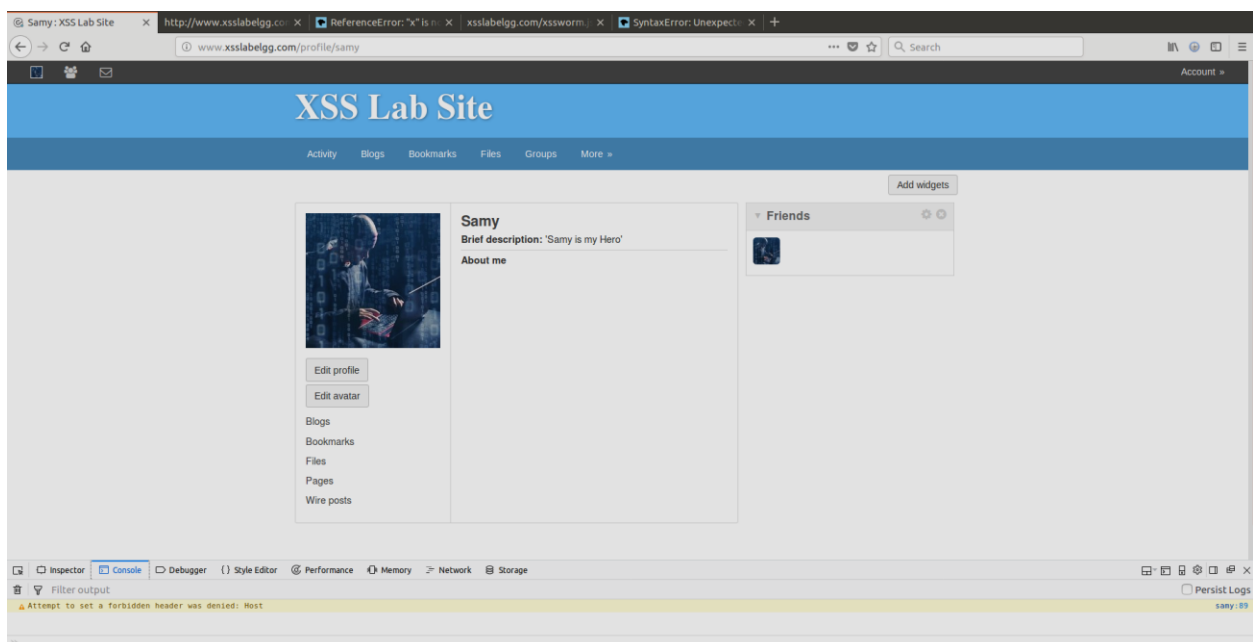 Samy : XSS Lab Site
http://www.xsslabelgg.co
ReferenceError: "x" is n
xsslabelgg.com/xssworm.j
SyntaxError: Unexpecte
www.xsslabelgg.com/profile/samy
Search
Account »
XSS Lab Site
Activity Blogs Bookmarks Files Groups More »
Add widgets
Samy
Brief description: 'Samy is my Hero'
About me
Friends
Edit profile
Edit avatar
Blogs
Bookmarks
Files
Pages
Wire posts
Inspector Console Debugger { } Style Editor Performance Memory Network Storage
Filter output
Persist Logs
Attempt to set a forbidden header was denied: Host
samy:89